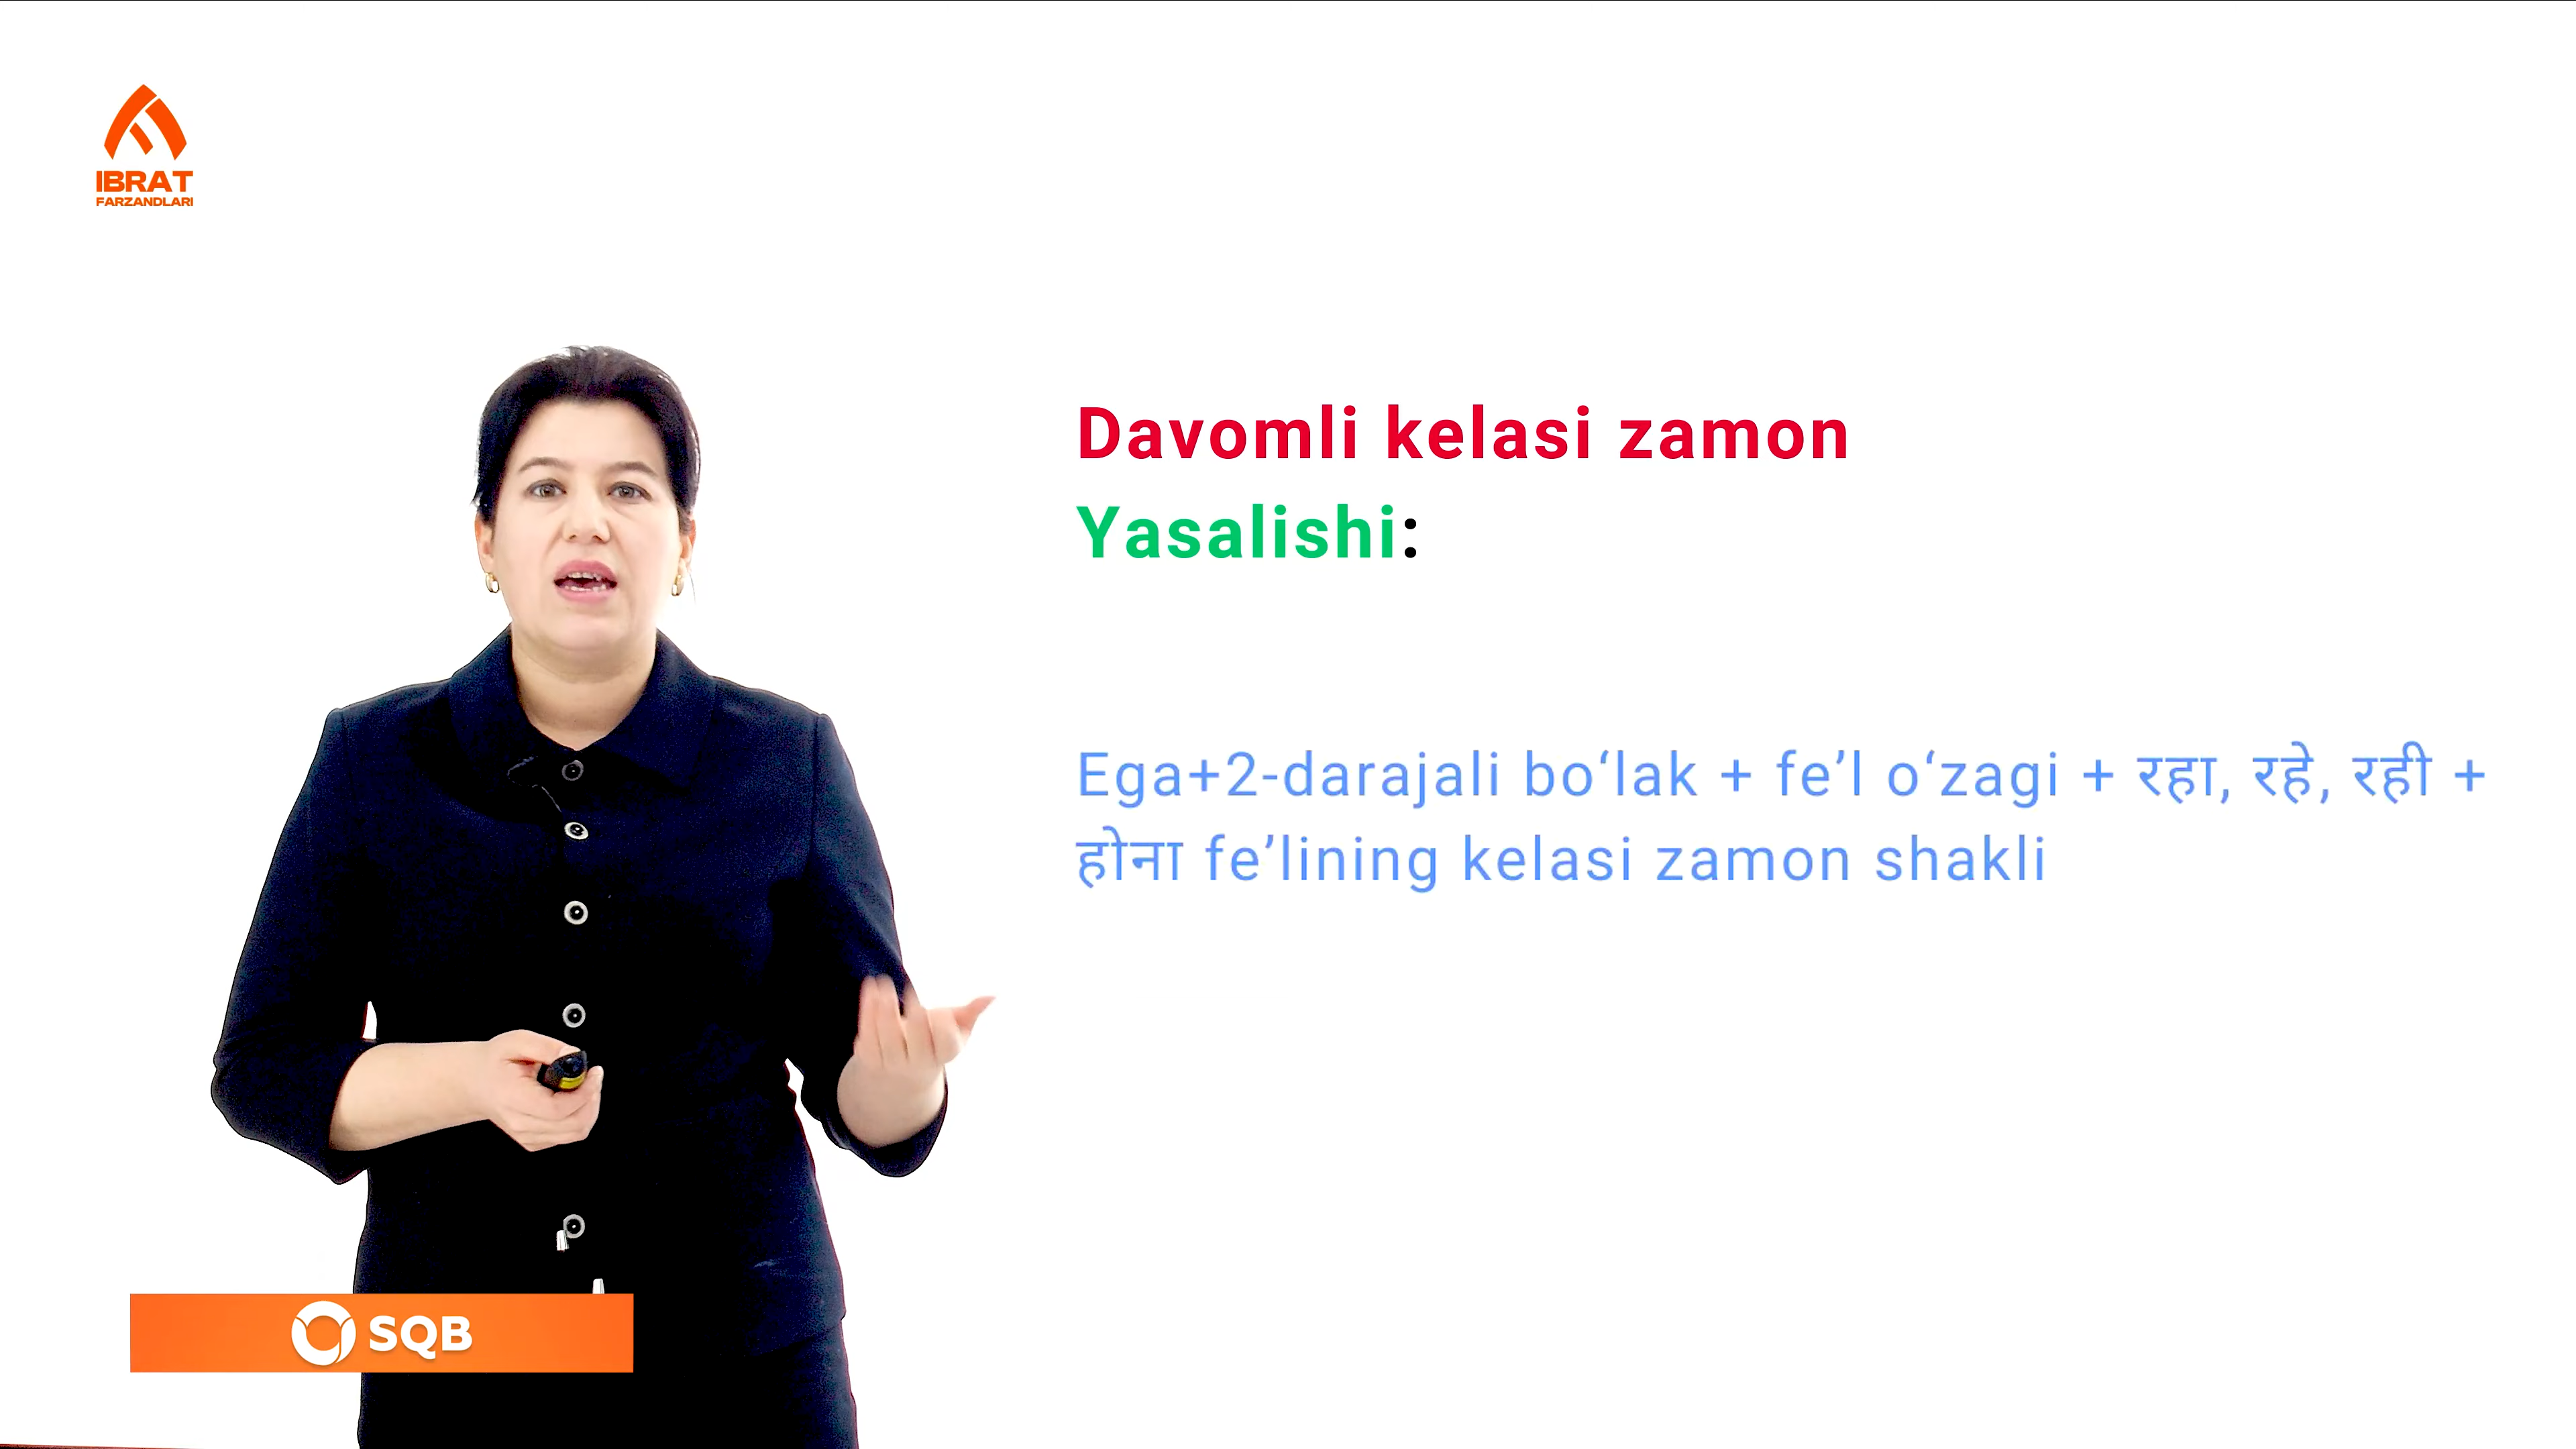 IBRAT
FARZANDLARI
Davomli kelasi zamon
Yasalishi:
Ega+2-darajali bo‘lak + fe’l o‘zagi + रहा, रहे, रही +
होना fe’lining kelasi zamon shakli
SQB